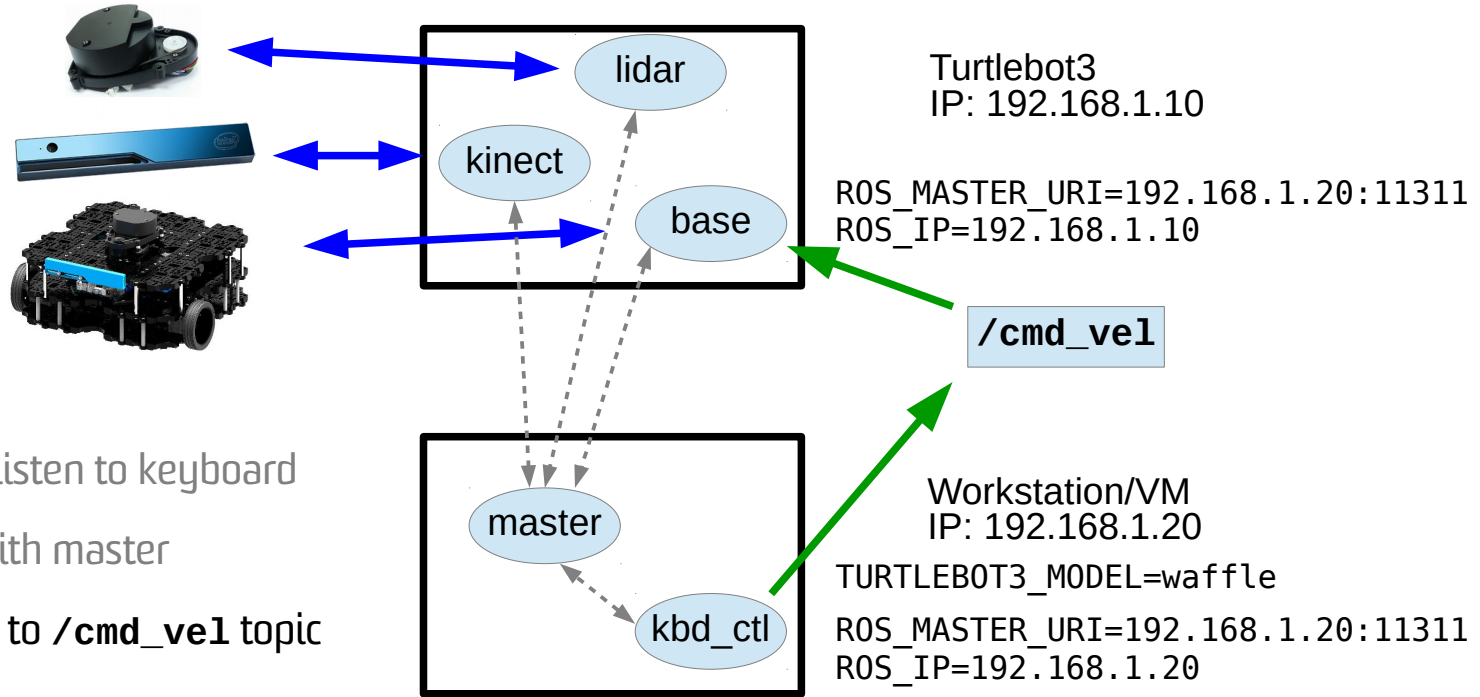 lidar
kinect
base
Turtlebot3
IP: 192.168.1.10
ROS_MASTER_URI=192.168.1.20:11311
ROS_IP=192.168.1.10
/cmd_vel
listen to keyboard
ith master
to /cmd_vel topic
master
kbd_ctl
Workstation/VM
IP: 192.168.1.20
TURTLEBOT3_MODEL=waffle
ROS_MASTER_URI=192.168.1.20:11311
ROS_IP=192.168.1.20